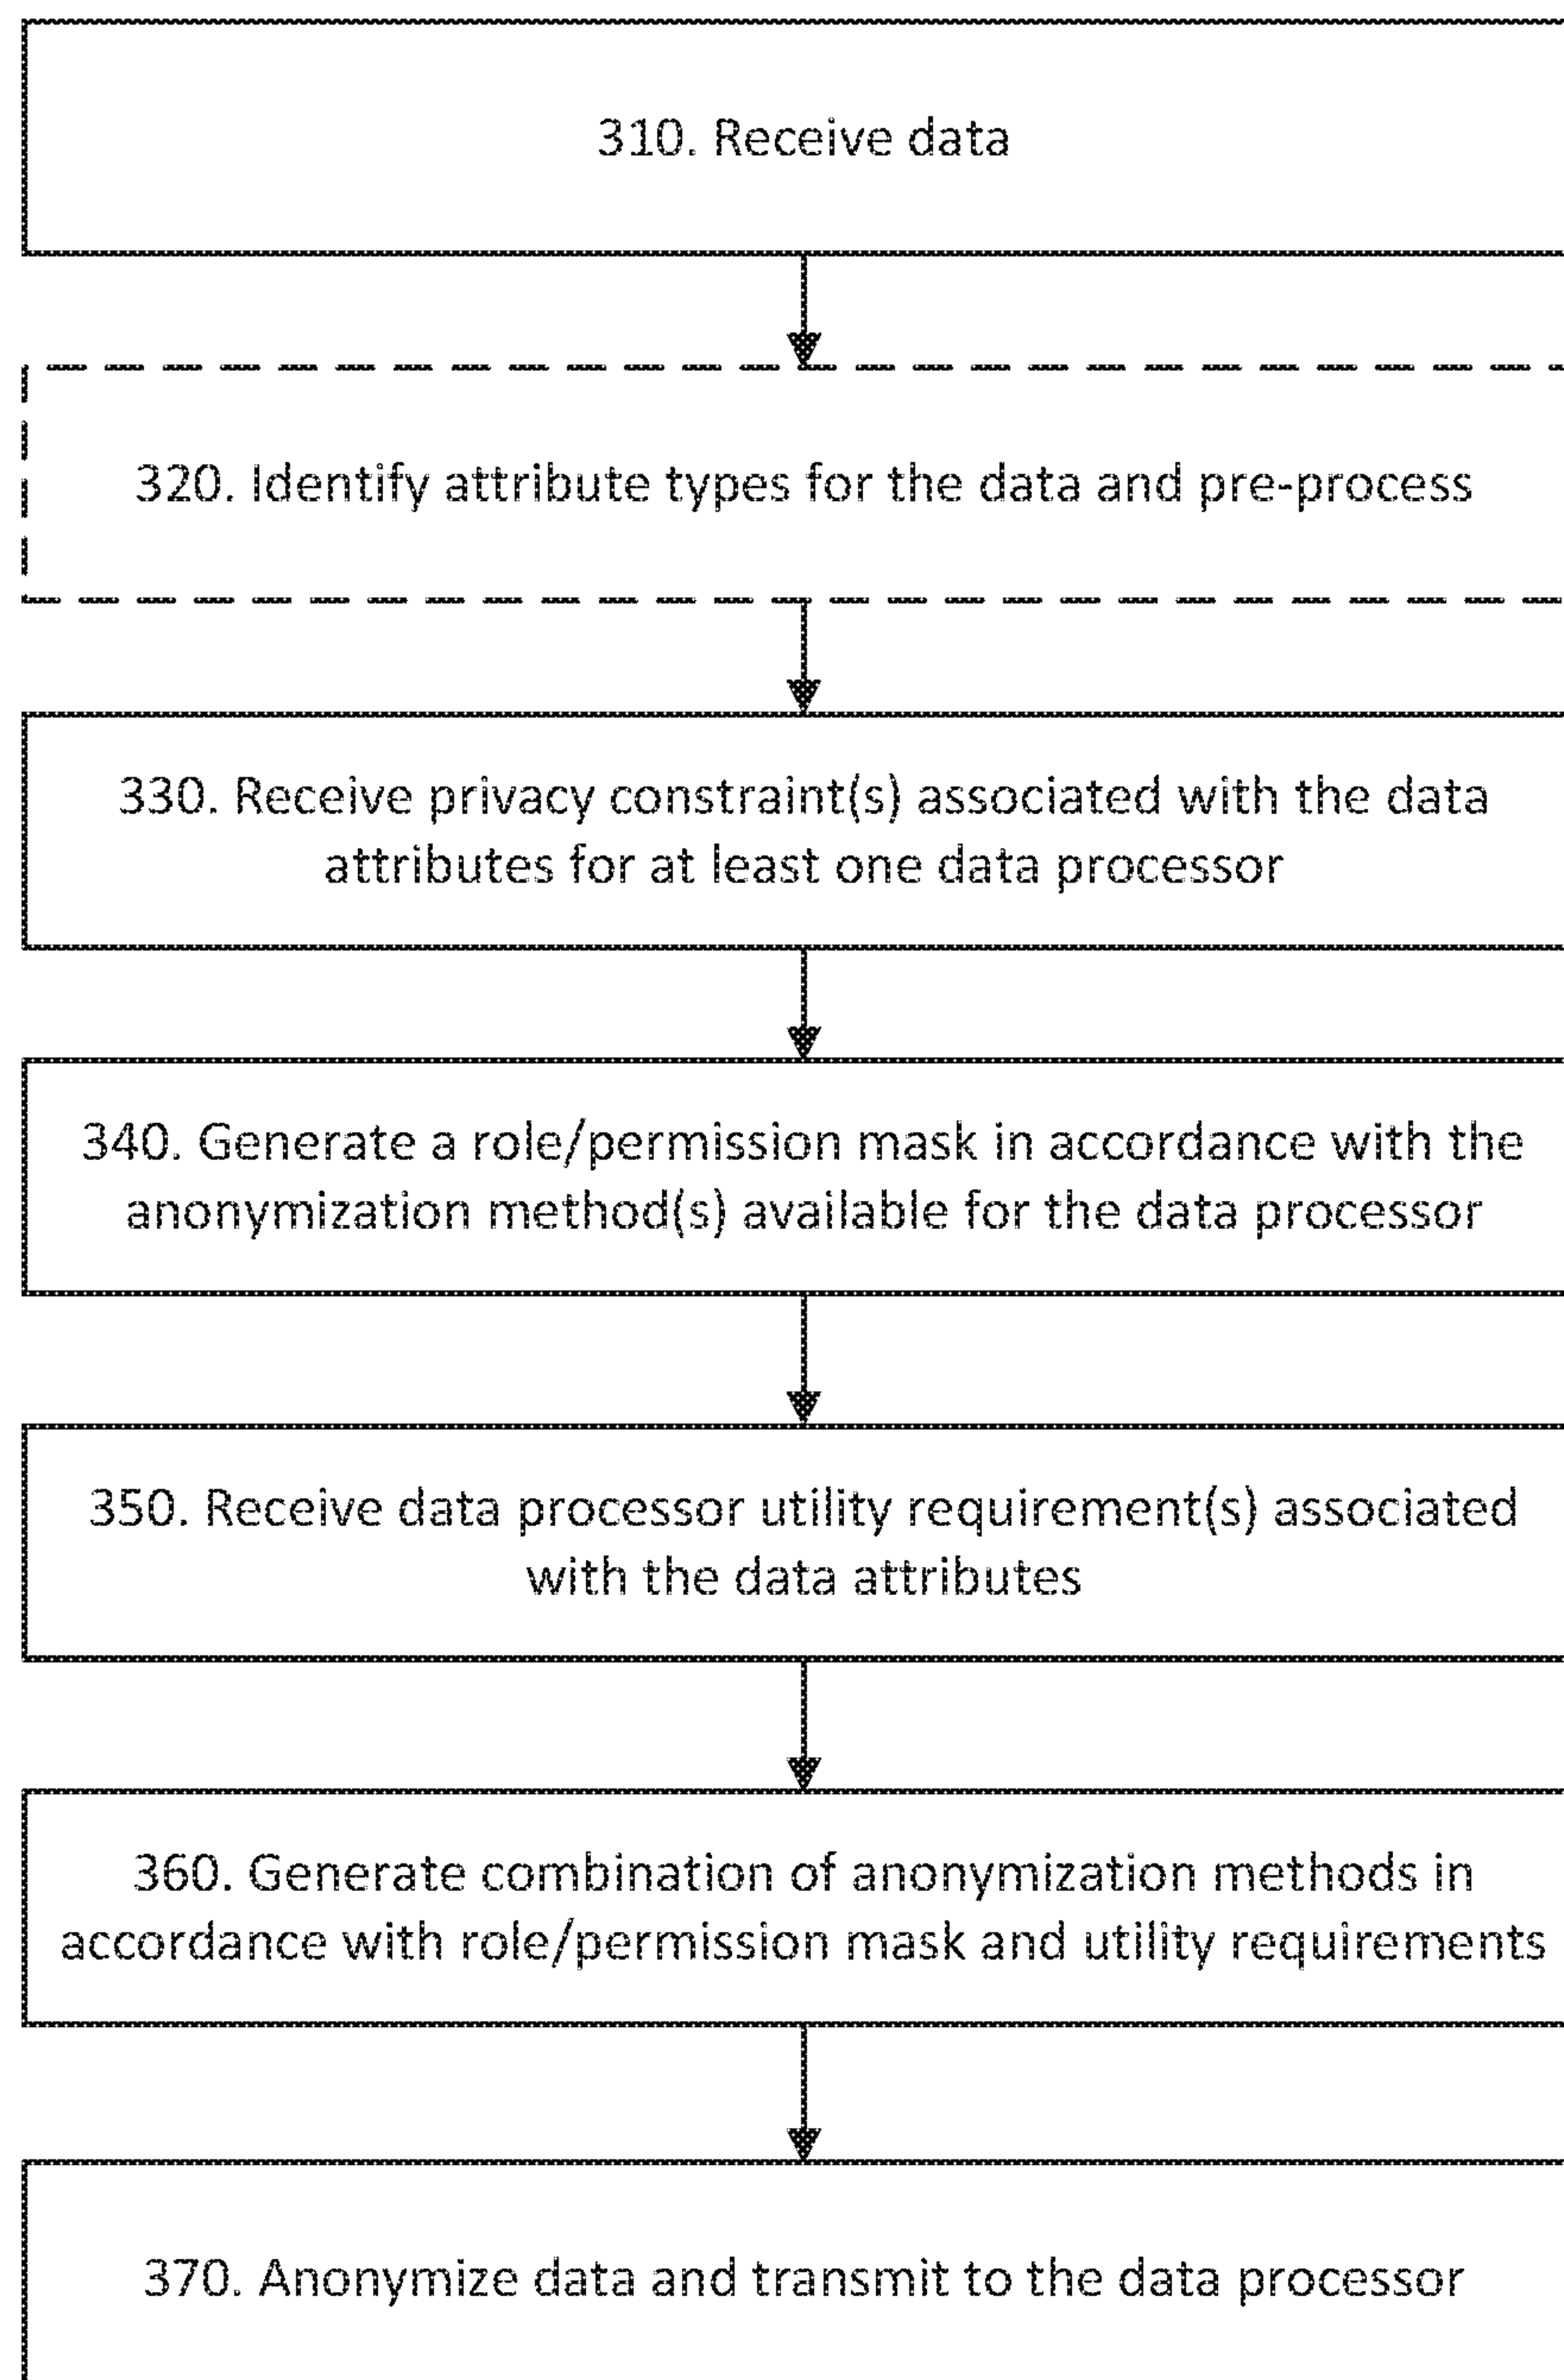 310. Receive data
320. Identify attribute types for the data and pre-process
330. Receive privacy constraint(s) associated with the data
attributes for at least one data processor
340. Generate a role/permission mask in accordance with the
anonymization method(s) available for the data processor
350. Receive data processor utility requirement(s) associated
with the data attributes
360. Generate combination of anonymization methods in
accordance with role/permission mask and utility requirements
370. Anonymize data and transmit to the data processor